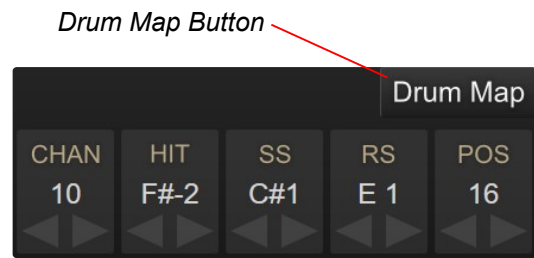 Drum Map Button
Drum Map
CHAN HIT SS RS POS
10 F#-2 C#1 E 1 16